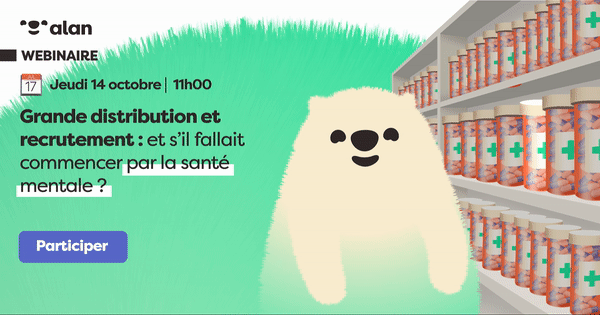 alan
WEBINAIRE
JUL
17
Jeudi 14 octobre | 11h00
Grande distribution et
recrutement : et s'il fallait
commencer par la santé
mentale ?
Participer